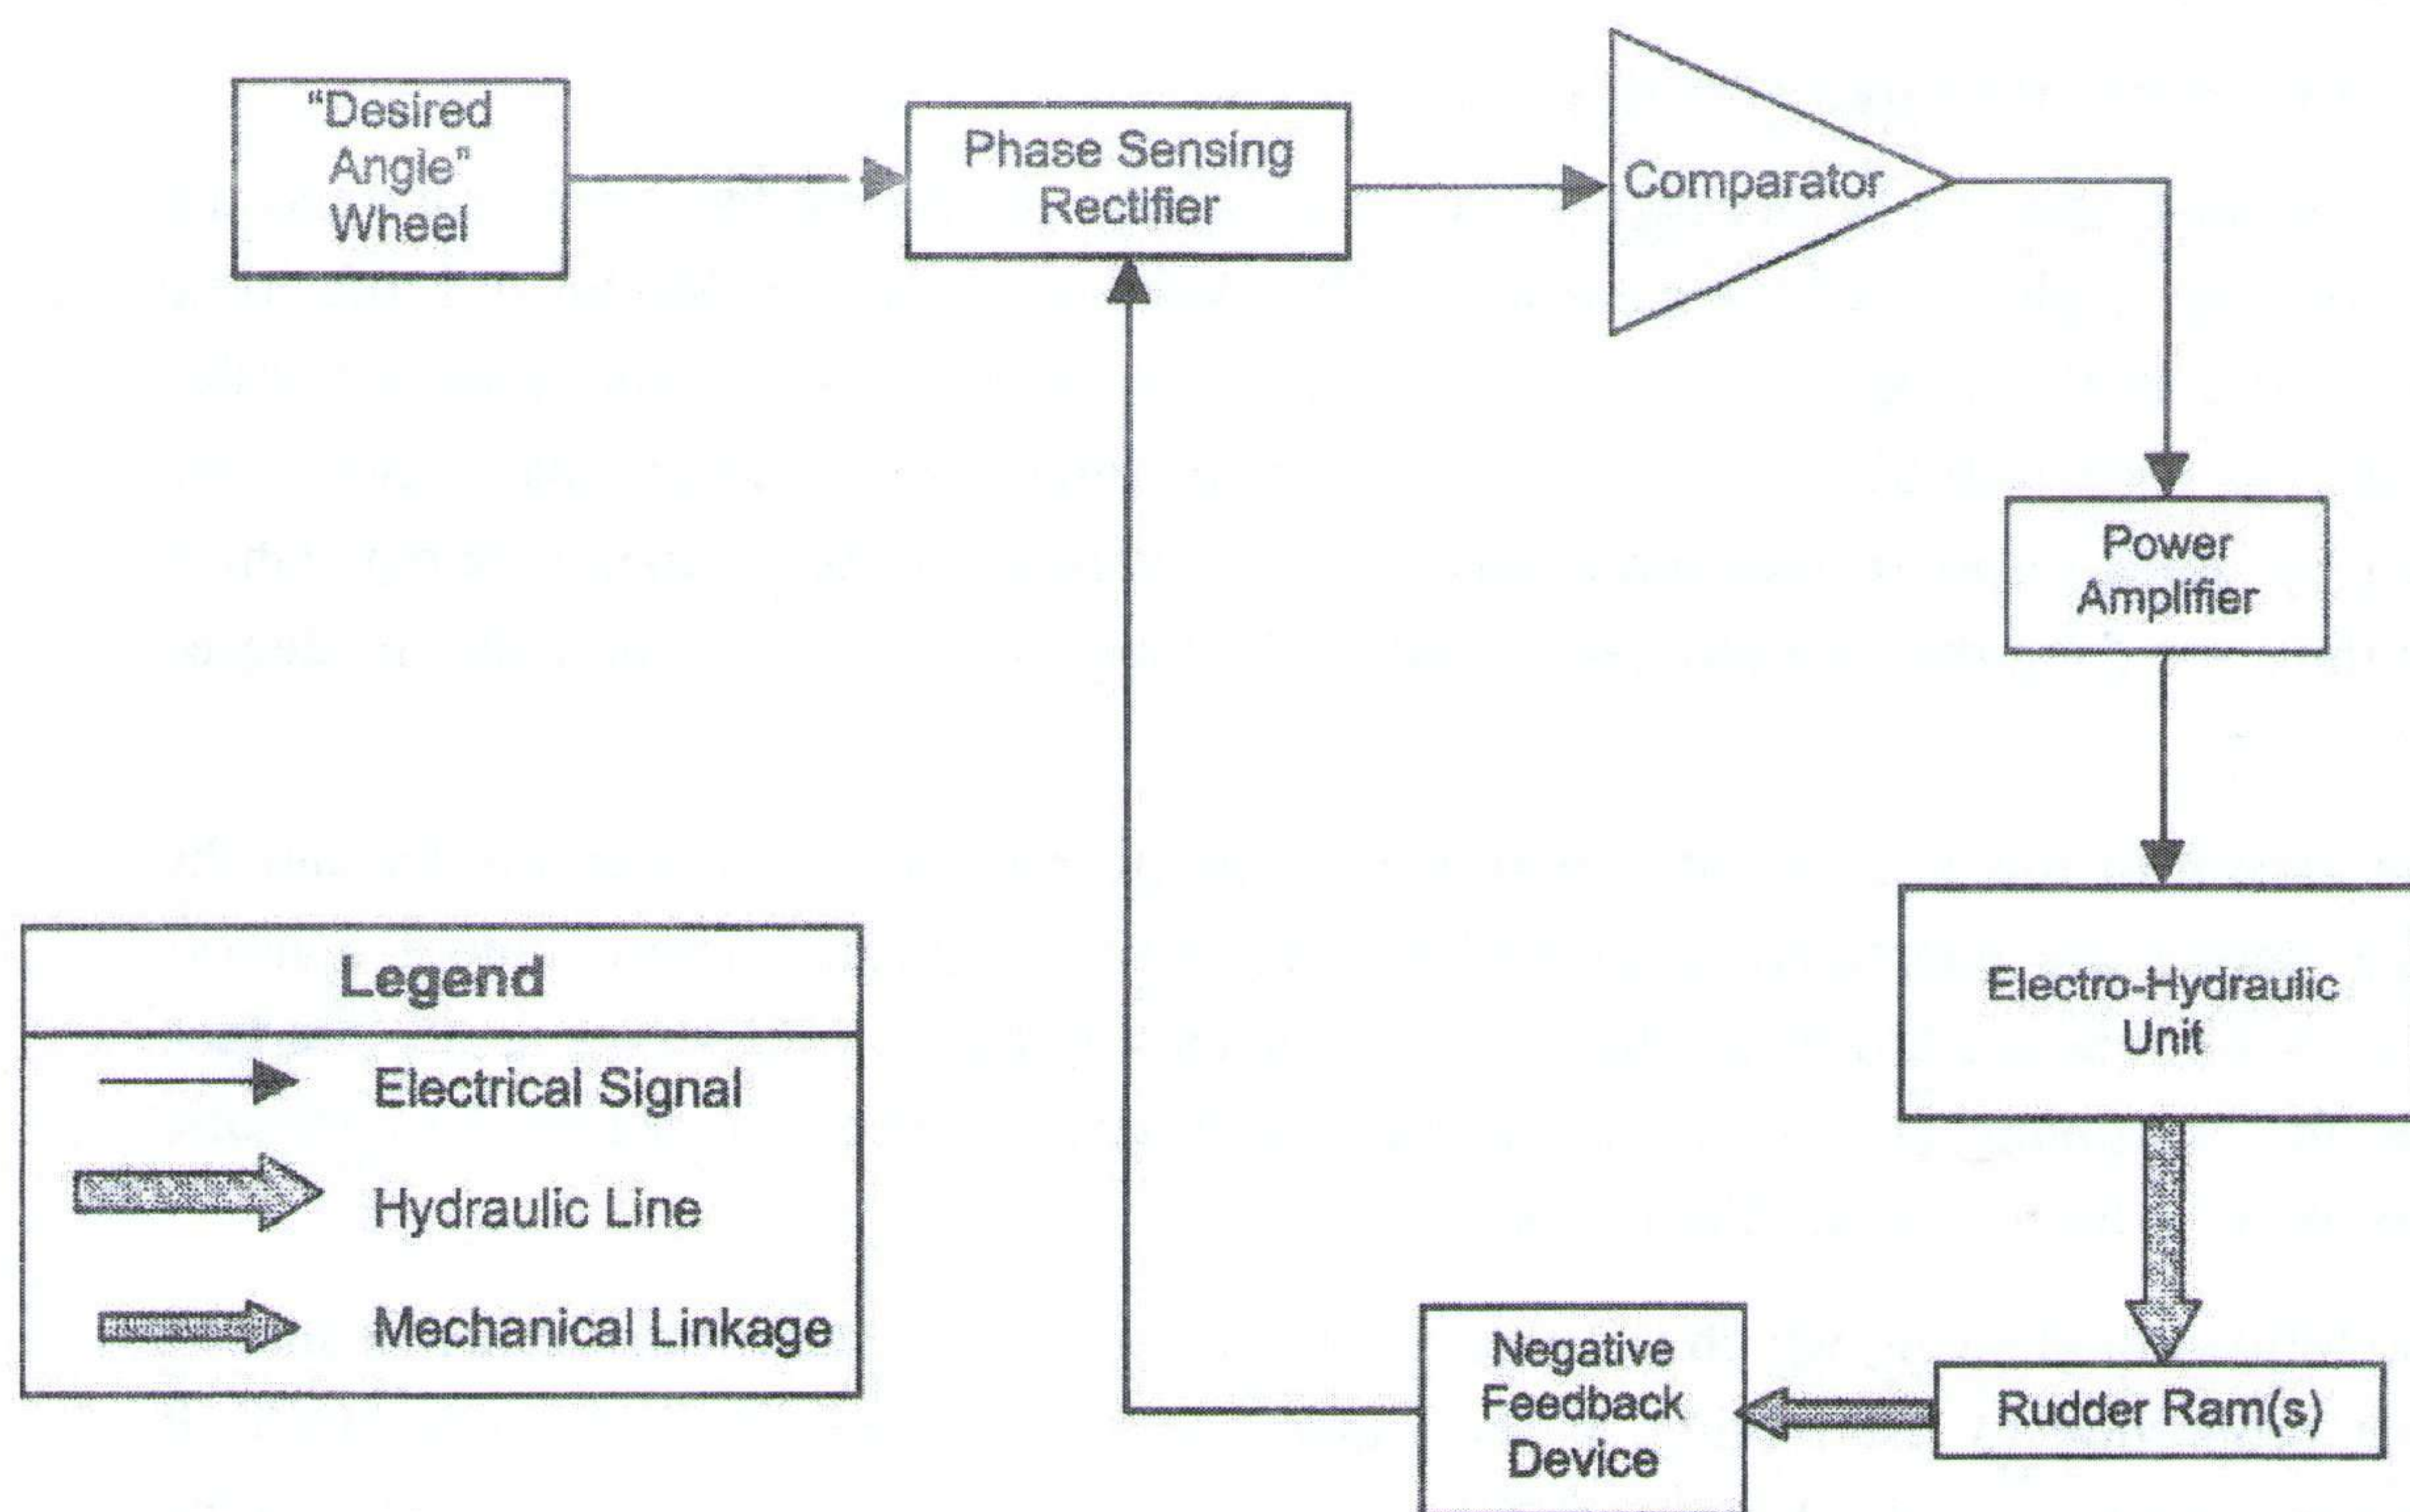 “Desired
Angle”
Wheel
Phase Sensing
Rectifier
Comparator
Power
Amplifier
Electro-Hydraulic
Unit
Legend
Electrical Signal
Hydraulic Line
Mechanical Linkage
Negative
Feedback
Device
Rudder Ram(s)